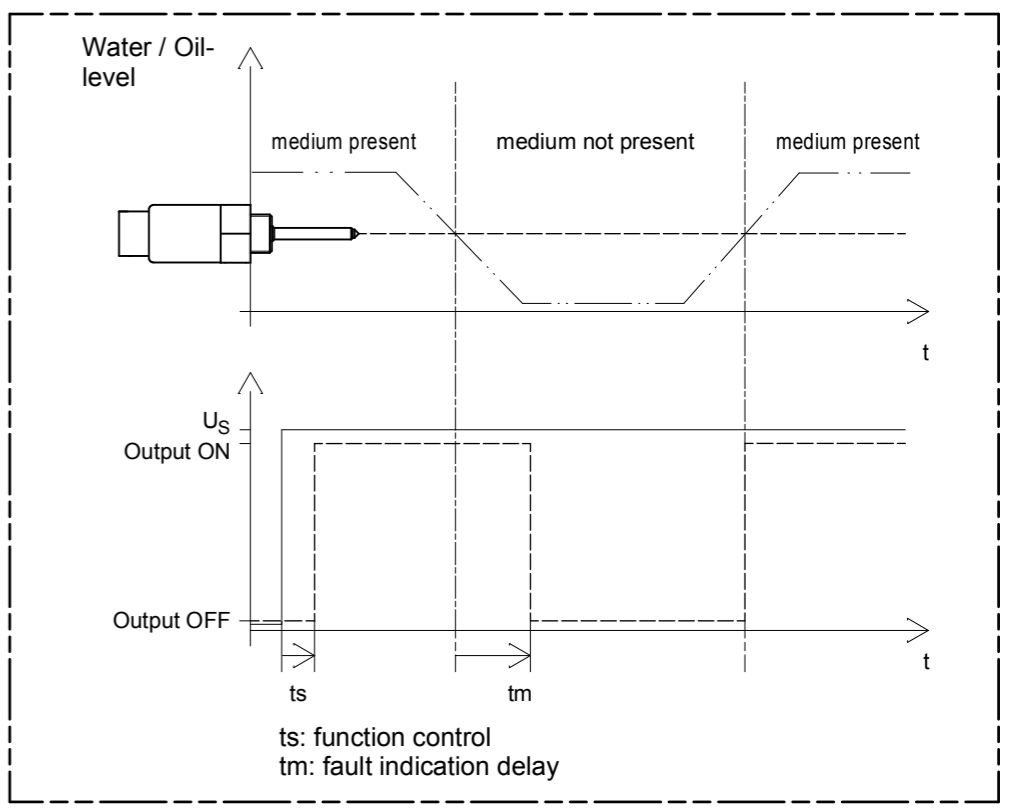 Water / Oil-
level
medium present
medium not present
medium present
t
US
Output ON
Output OFF
t
ts
tm
ts: function control
tm: fault indication delay